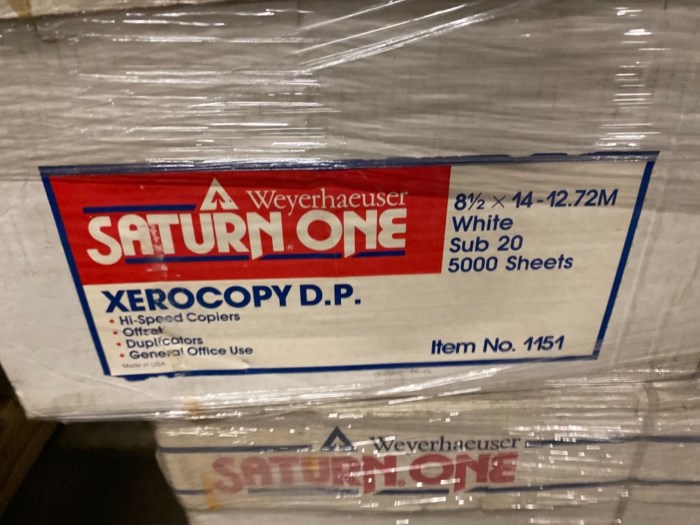 Weyerhaeuser
SATURN ONE
8½ × 14-12.72M
White
Sub 20
5000 Sheets
XEROCOPY D.P.
• Hi-Speed Copiers
• Offset
• Duplicators
• General Office Use
Made in USA
Item No. 1151
Weyerhaeuser
SATURN ONE